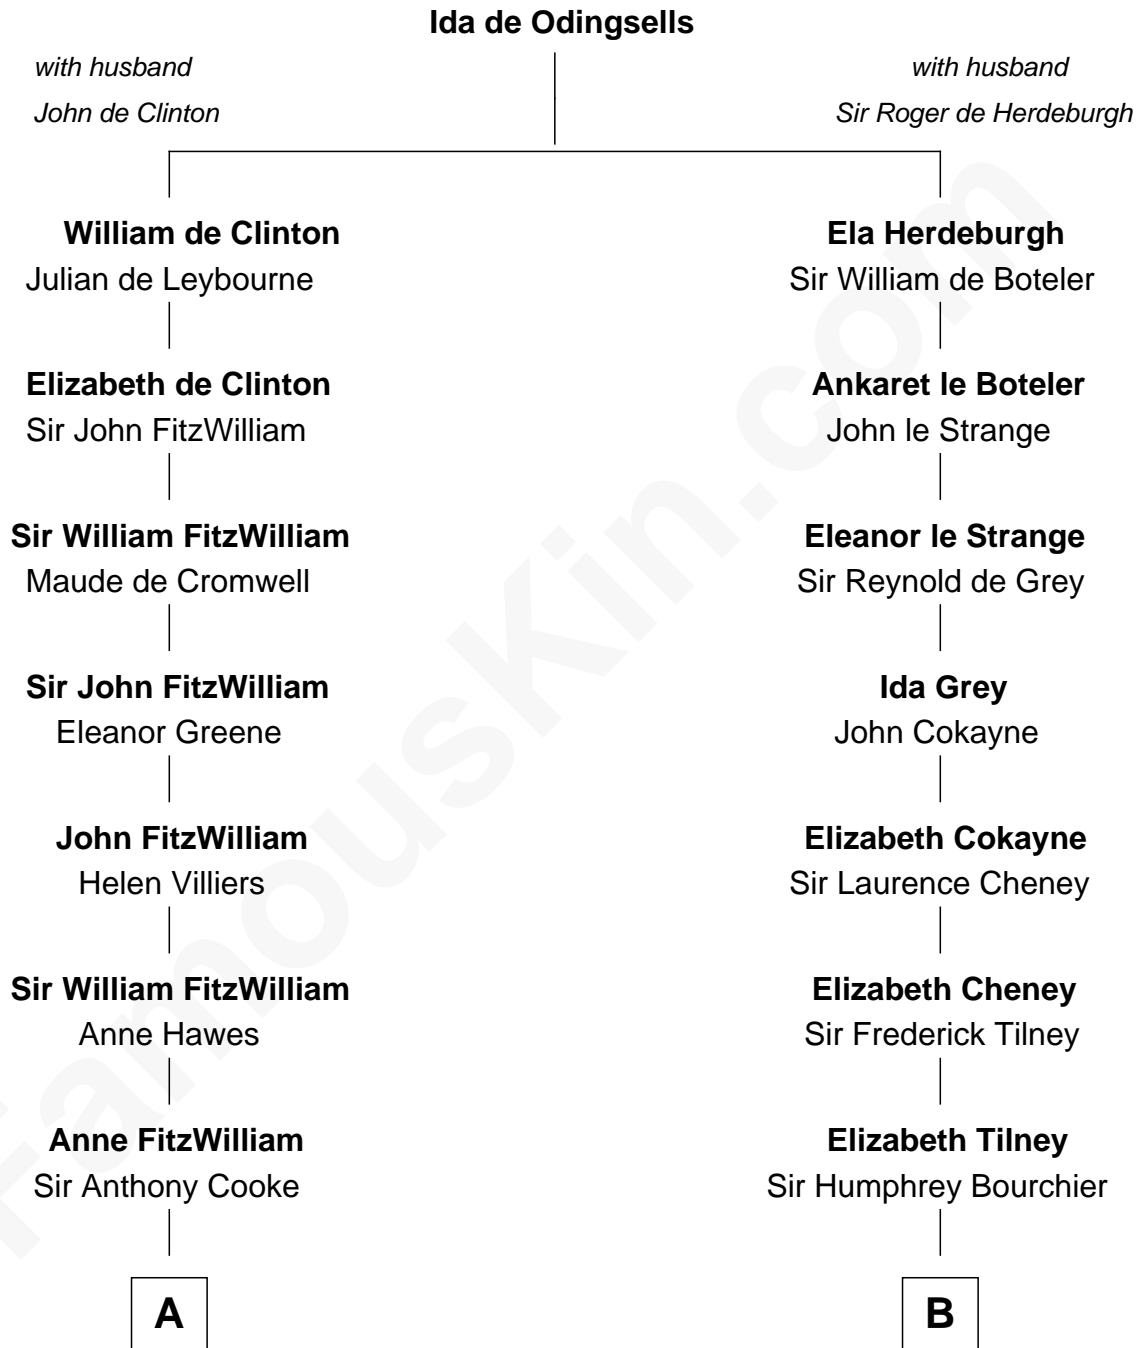 Ida de Odingsells
with husband
John de Clinton
with husband
Sir Roger de Herdeburgh
William de Clinton
Julian de Leybourne
Elizabeth de Clinton
Sir John FitzWilliam
Sir William FitzWilliam
Maude de Cromwell
Sir John FitzWilliam
Eleanor Greene
John FitzWilliam
Helen Villiers
Sir William FitzWilliam
Anne Hawes
Anne FitzWilliam
Sir Anthony Cooke
A
Ela Herdeburgh
Sir William de Boteler
Ankaret le Boteler
John le Strange
Eleanor le Strange
Sir Reynold de Grey
Ida Grey
John Cokayne
Elizabeth Cokayne
Sir Laurence Cheney
Elizabeth Cheney
Sir Frederick Tilney
Elizabeth Tilney
Sir Humphrey Bourchier
B
FamousKin.com